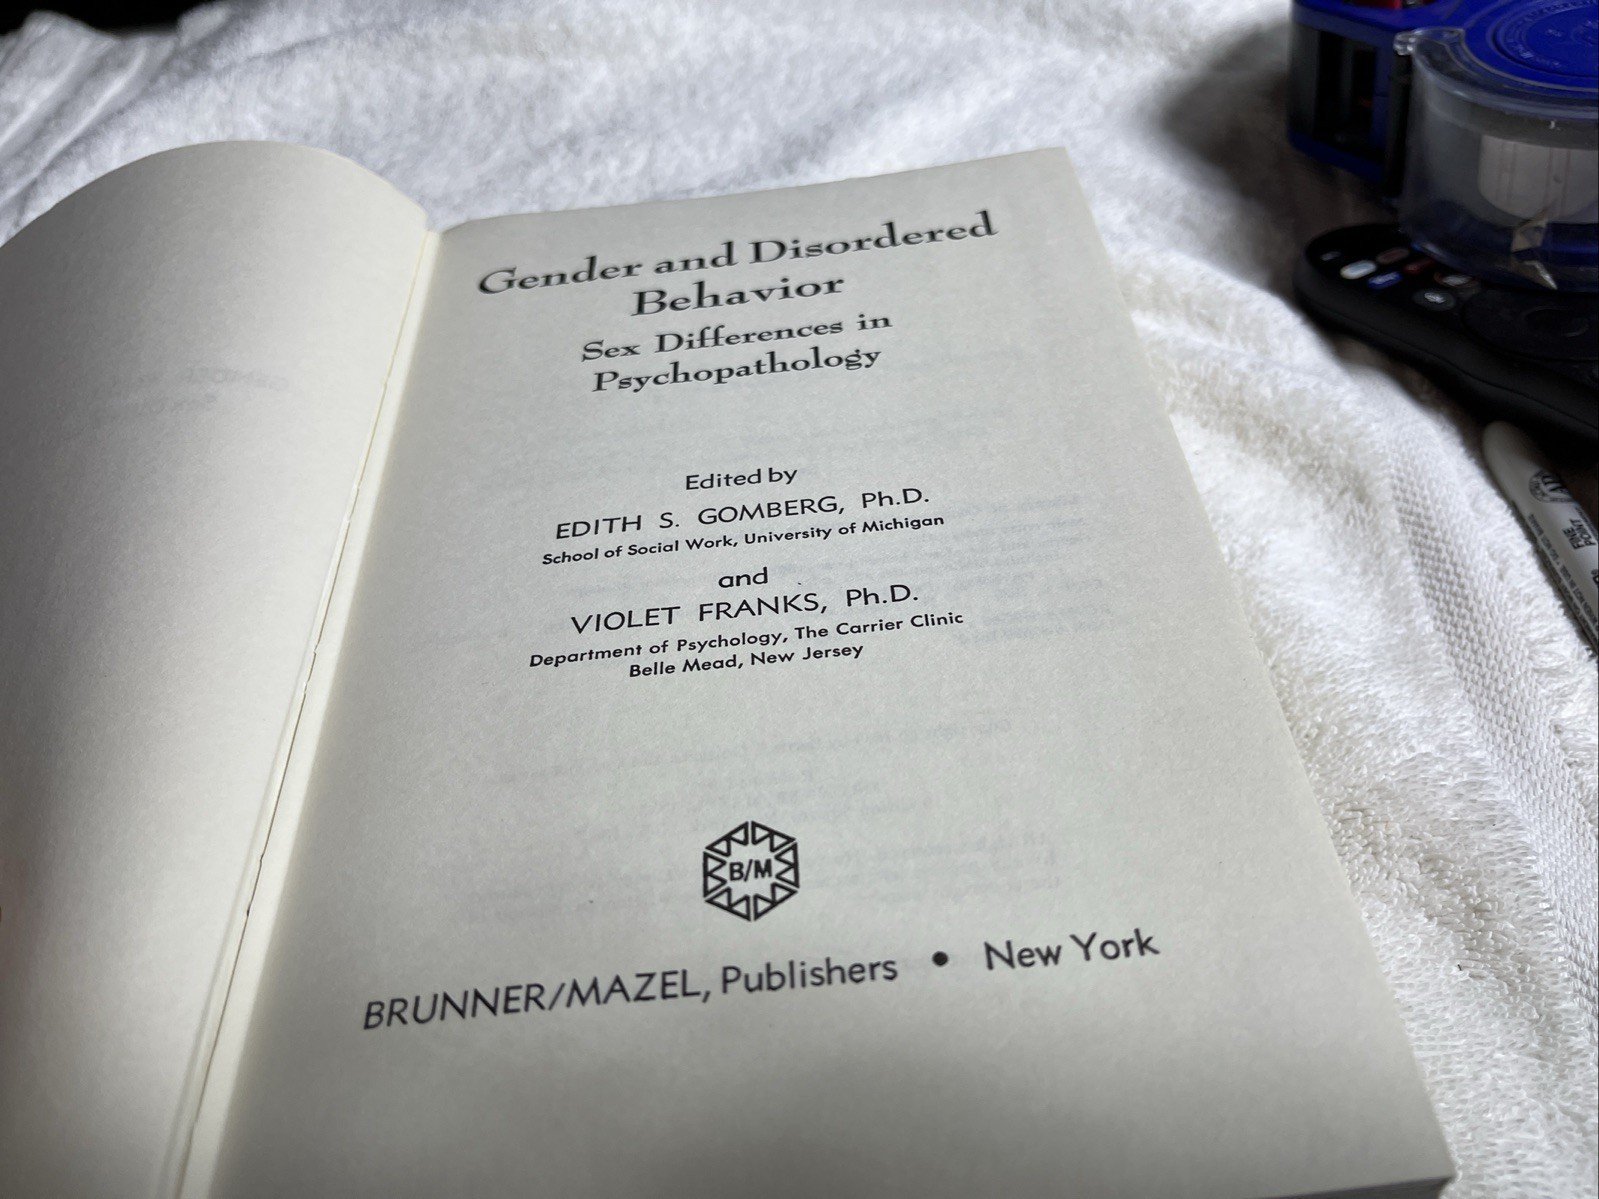 Gender and Disordered
Behavior
Sex Differences in
Psychopathology
Edited by
EDITH S. GOMBERG, Ph.D.
School of Social Work, University of Michigan
and
VIOLET FRANKS, Ph.D.
Department of Psychology, The Carrier Clinic
Belle Mead, New Jersey
B/M
BRUNNER/MAZEL, Publishers • New York
FINE
POINT